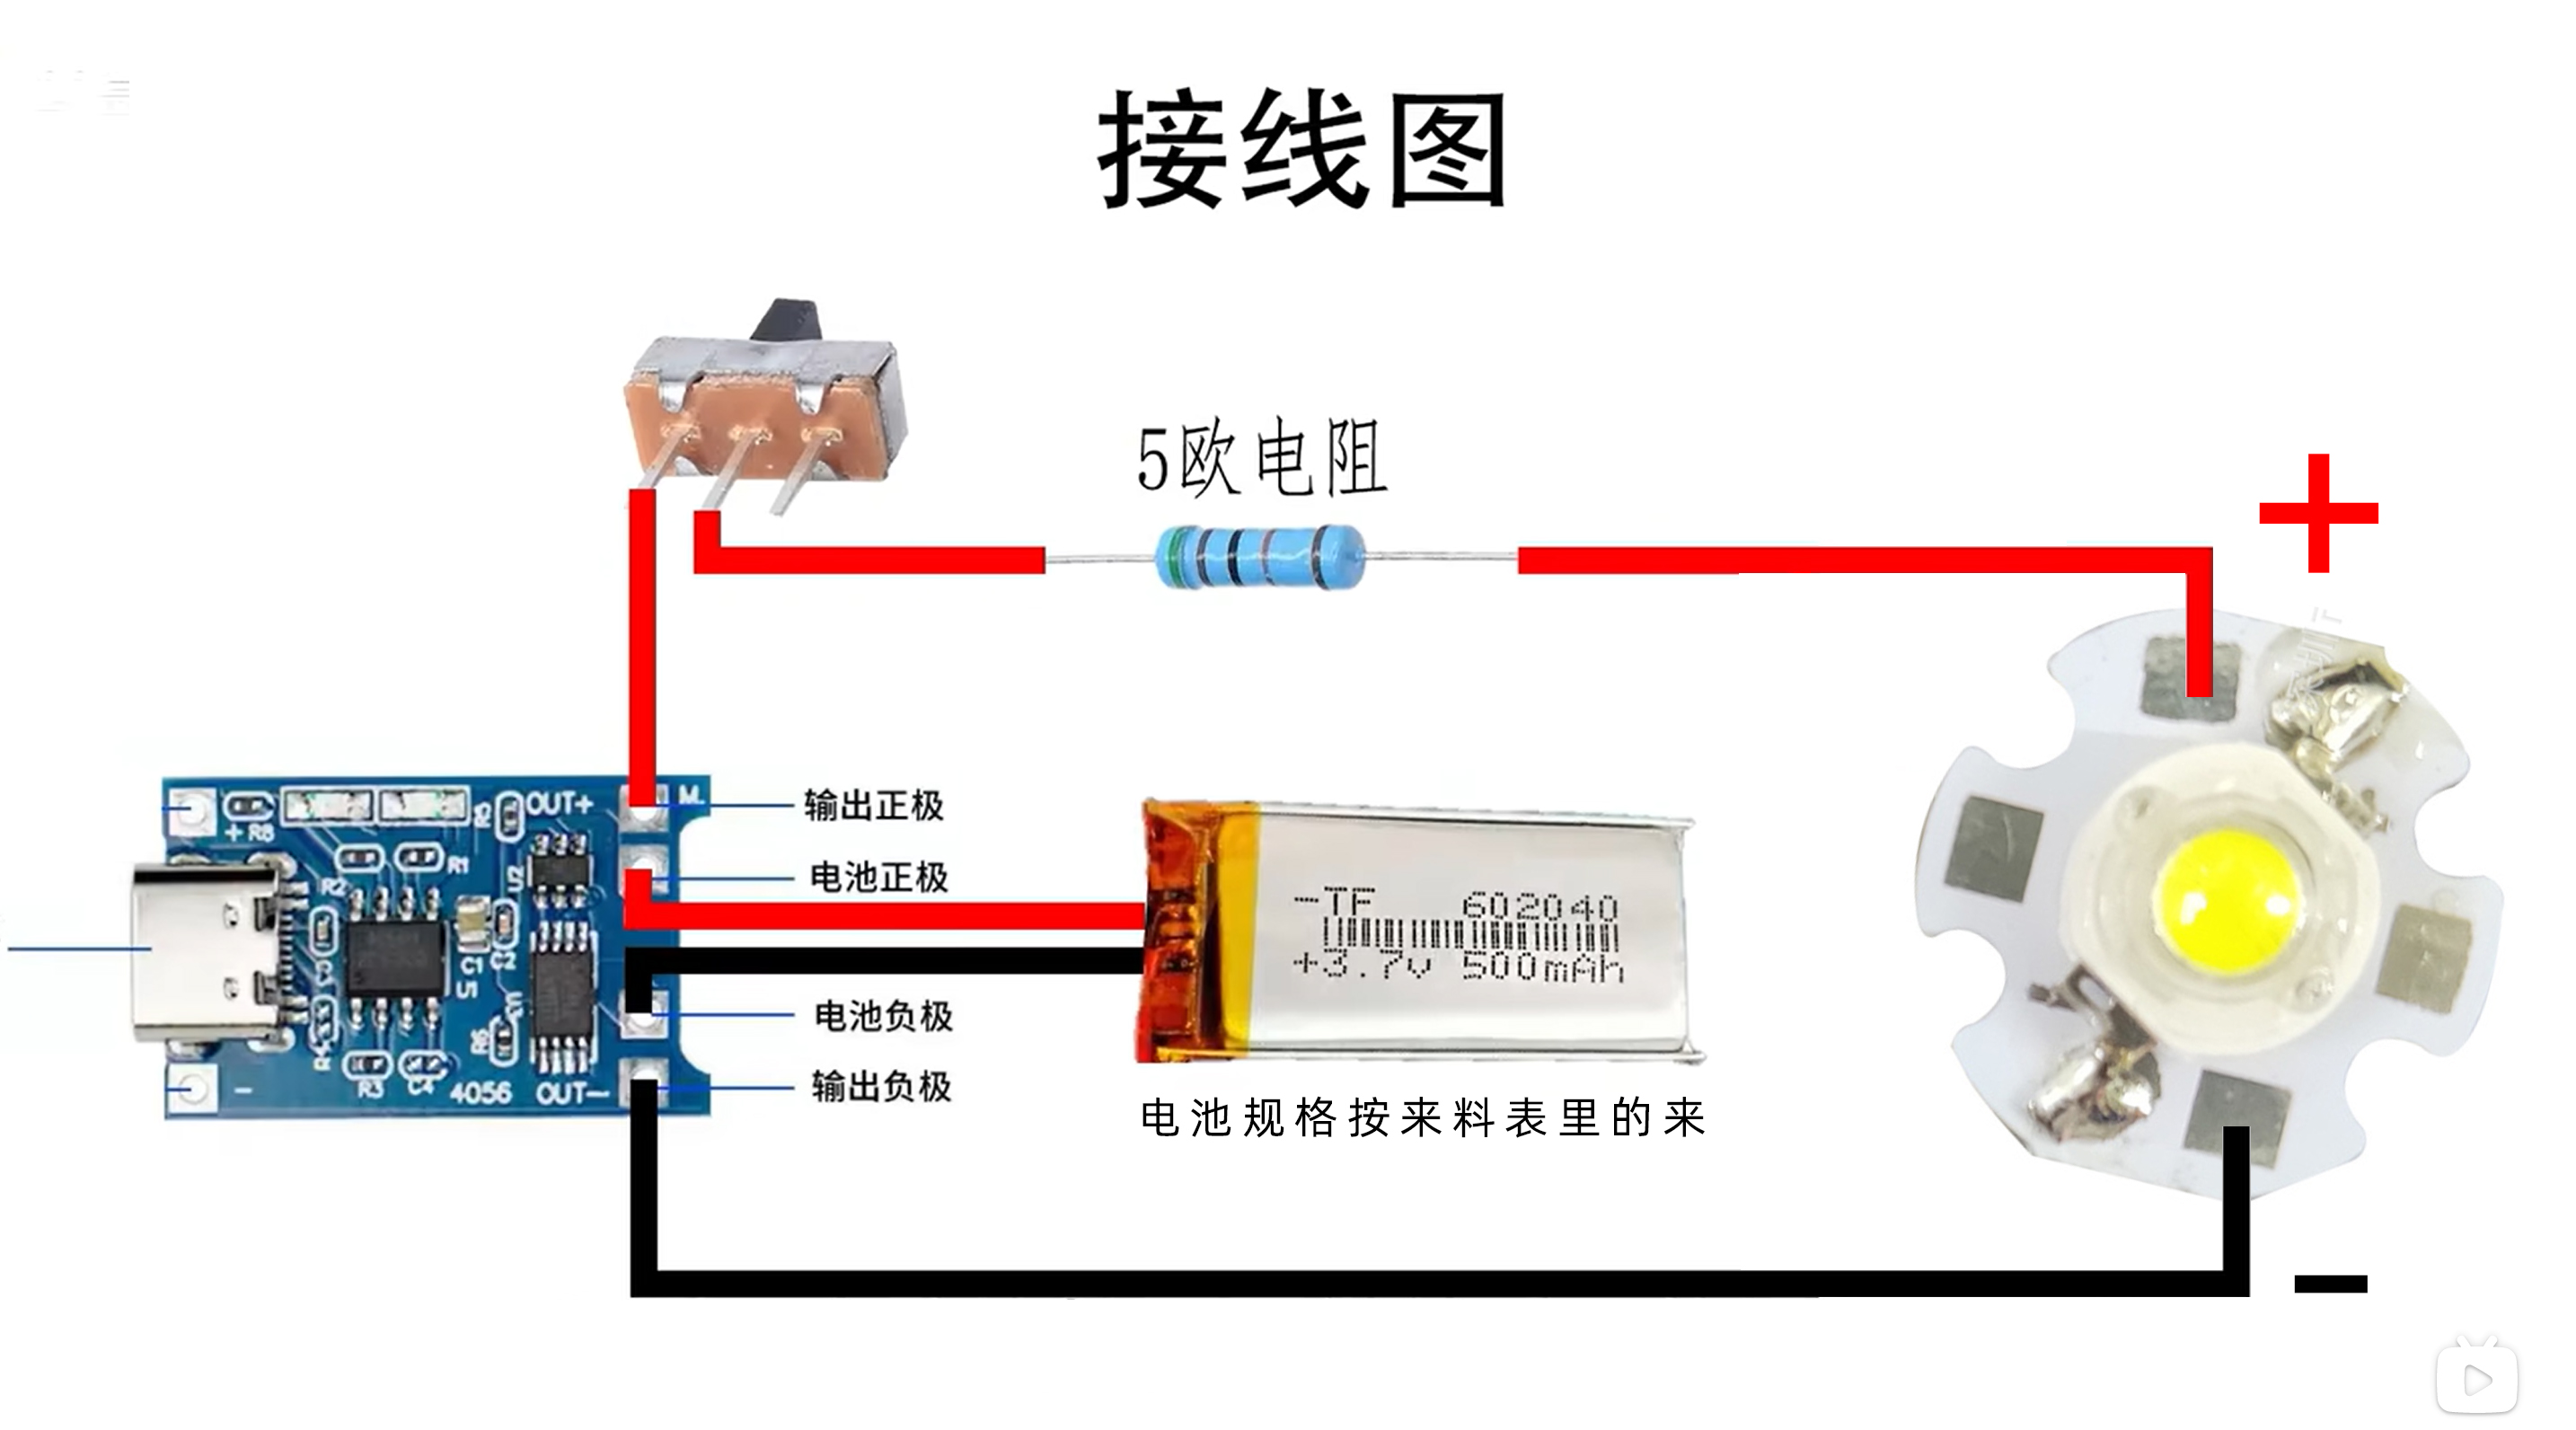 接线图
5欧电阻
+
OUT+
M
输出正极
+ R8
R5
R1
R2
U2
电池正极
-TF 602040
+3.7V 500mAh
C1
C2
电池负极
R6
R3
C4
4056
OUT-
输出负极
-
电池规格按来料表里的来
-